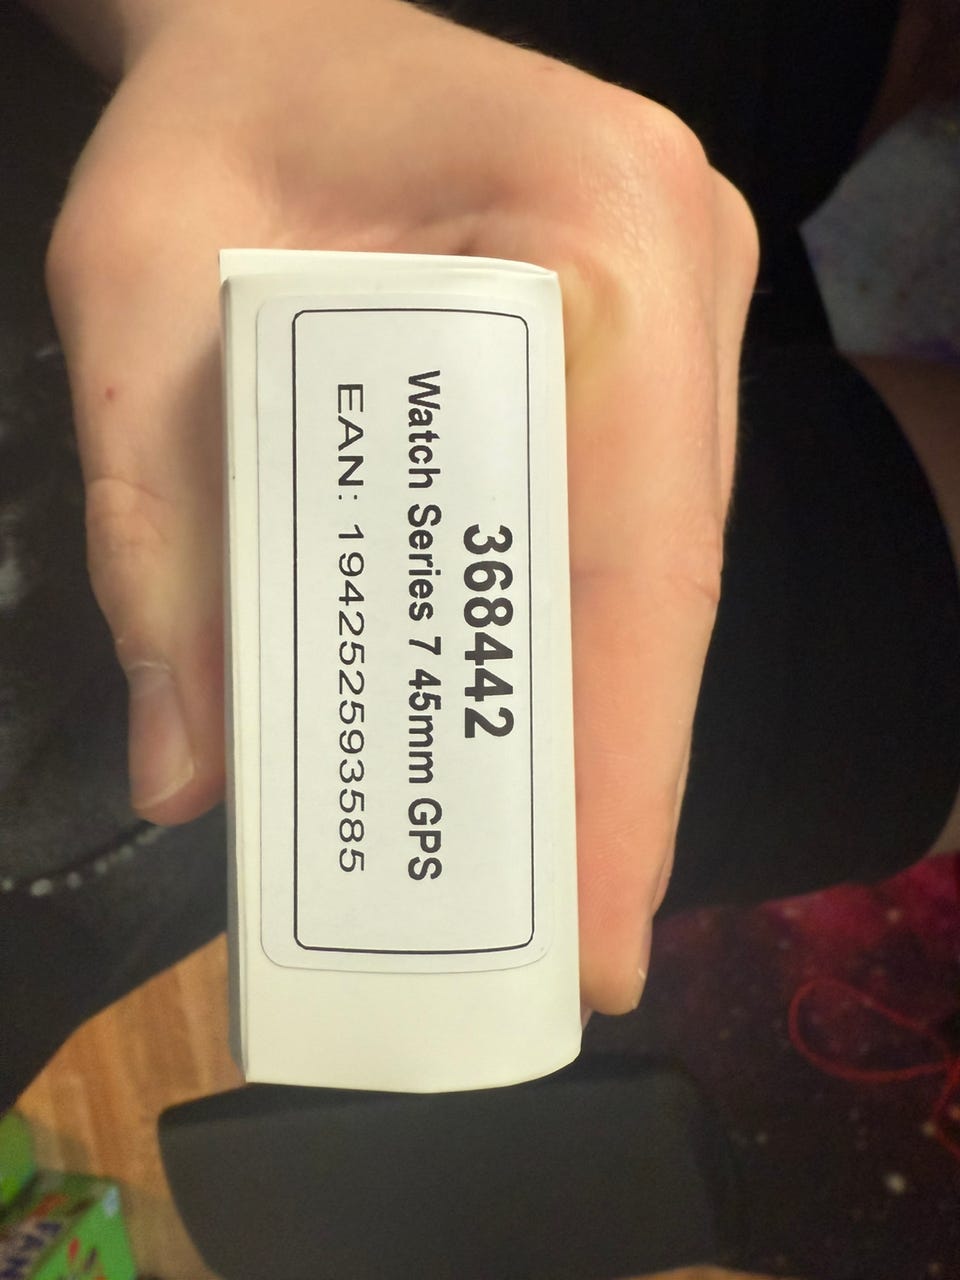 368442
Watch Series 7 45mm GPS
EAN: 194252593585